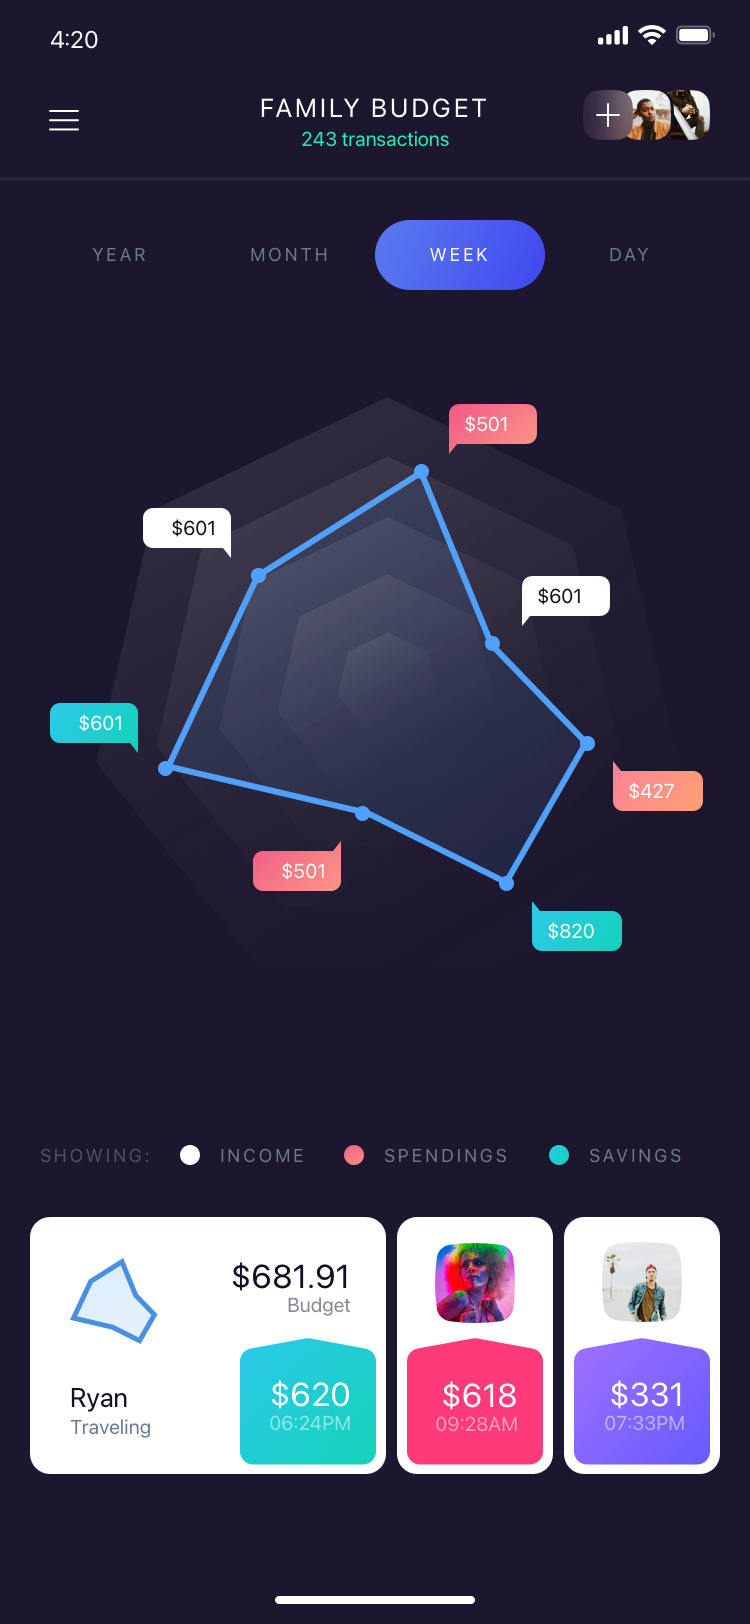 4:20
FAMILY BUDGET
243 transactions
YEAR MONTH WEEK DAY
$501
$601
$601
$601
$427
$501
$820
SHOWING: INCOME SPENDINGS SAVINGS
$681.91
Budget
Ryan
Traveling
$620
06:24PM
$618
09:28AM
$331
07:33PM